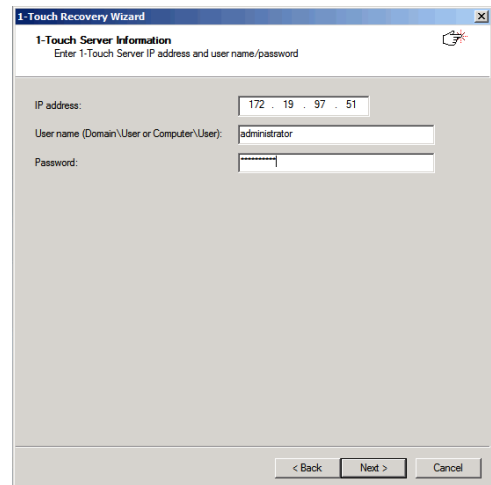 1-Touch Recovery Wizard
1-Touch Server Information
Enter 1-Touch Server IP address and user name/password
IP address: 172 . 19 . 97 . 51
User name (Domain\User or Computer\User): administrator
Password: **********
< Back Next > Cancel